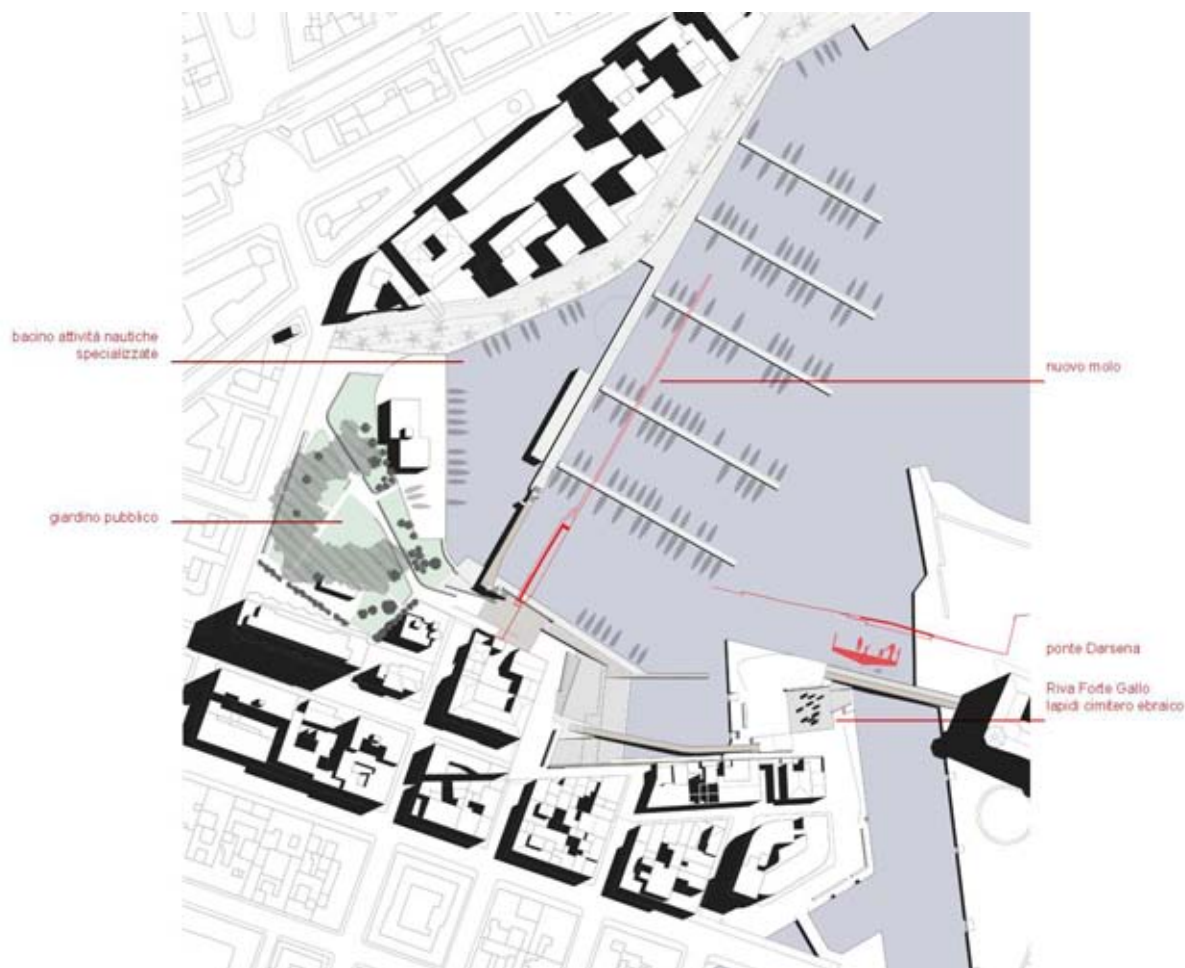 bacino attività nautiche
specializzate
nuovo molo
giardino pubblico
ponte Darsena
Riva Forte Gallo
lapidi cimitero ebraico